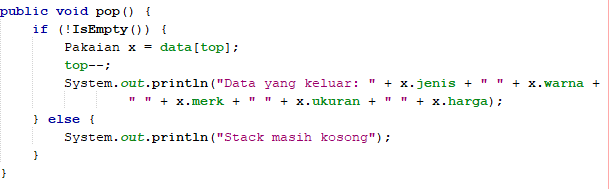 public void pop() {
    if (!IsEmpty()) {
        Pakaian x = data[top];
        top--;
        System.out.println("Data yang keluar: " + x.jenis + " " + x.warna +
                " " + x.merk + " " + x.ukuran + " " + x.harga);
    } else {
        System.out.println("Stack masih kosong");
    }
}